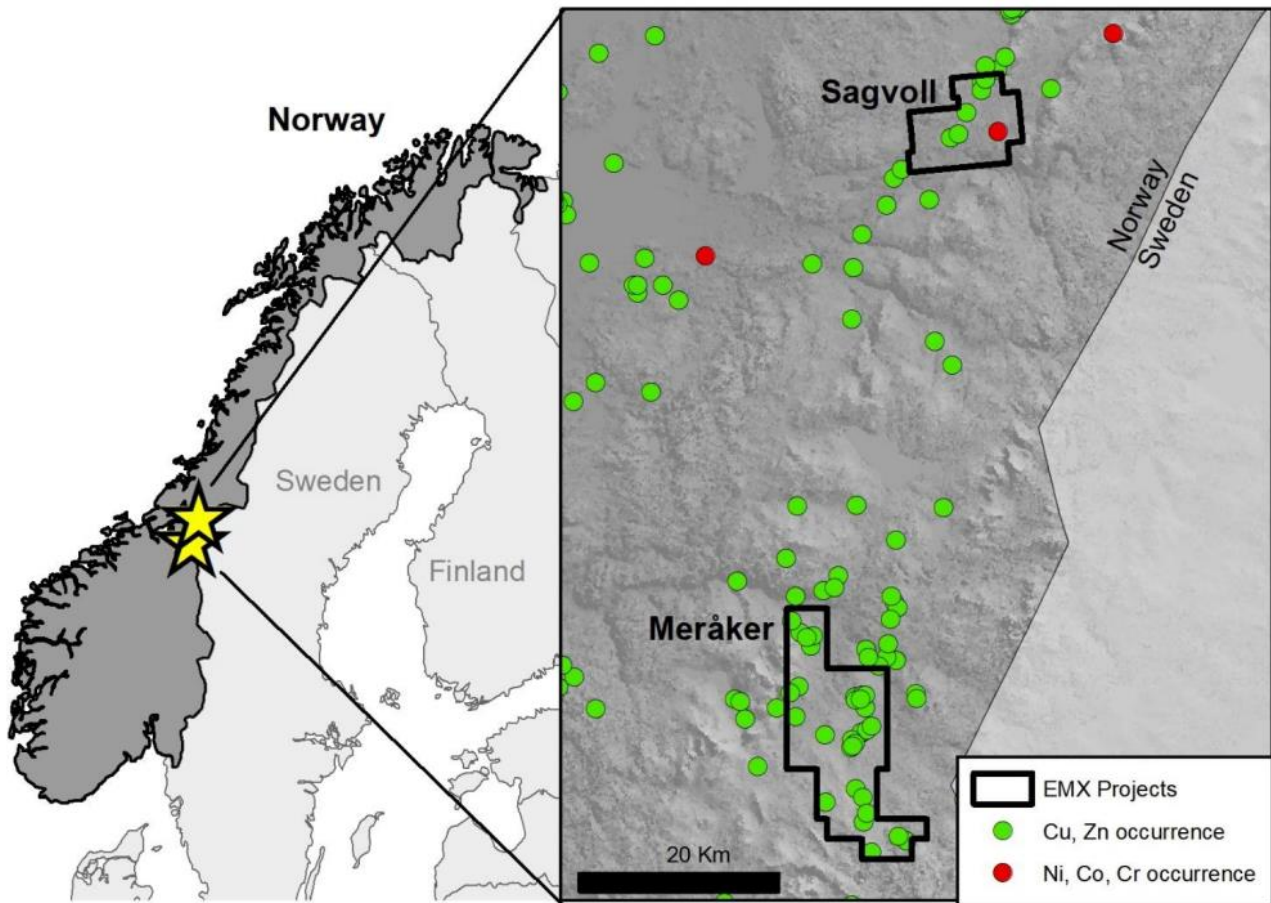 Norway
Sweden
Finland
Sagvoll
Norway
Sweden
Meråker
20 Km
EMX Projects
Cu, Zn occurrence
Ni, Co, Cr occurrence